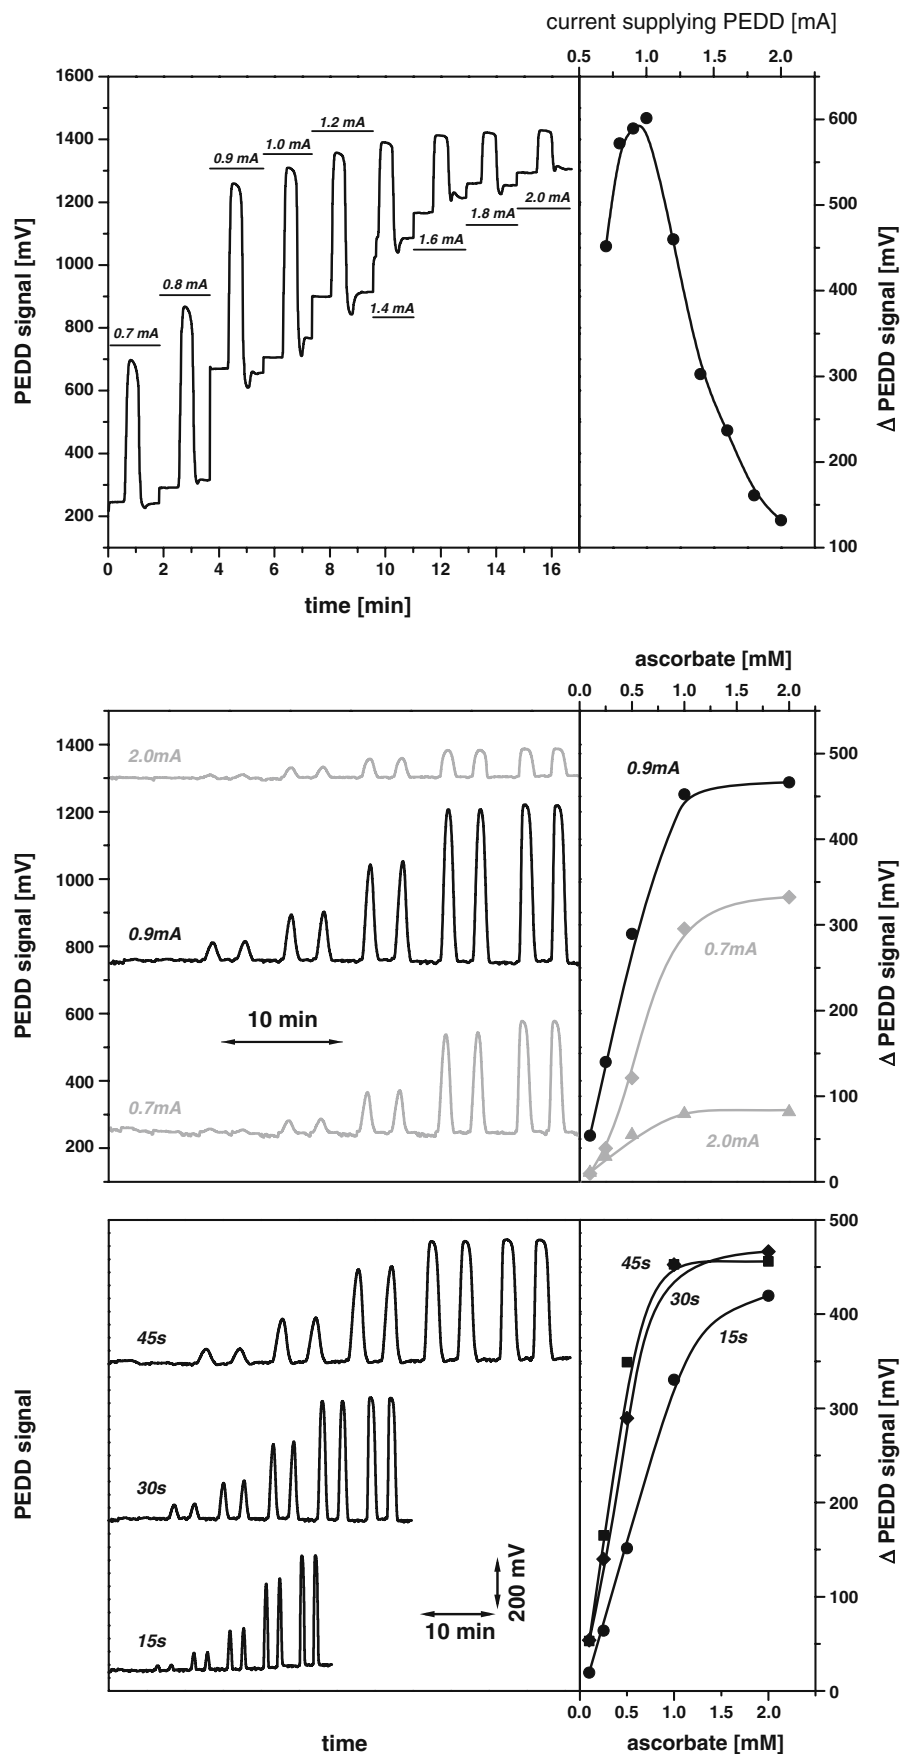 current supplying PEDD [mA]
0.5 1.0 1.5 2.0
1600
1400
1200
1000
800
600
400
200
PEDD signal [mV]
0.7 mA
0.8 mA
0.9 mA
1.0 mA
1.2 mA
1.4 mA
1.6 mA
1.8 mA
2.0 mA
600
500
400
300
200
100
Δ PEDD signal [mV]
0 2 4 6 8 10 12 14 16
time [min]
ascorbate [mM]
0.0 0.5 1.0 1.5 2.0
1400
1200
1000
800
600
400
200
PEDD signal [mV]
2.0mA
0.9mA
10 min
0.7mA
0.9mA
0.7mA
2.0mA
500
400
300
200
100
0
Δ PEDD signal [mV]
PEDD signal
45s
30s
15s
200 mV
10 min
45s
30s
15s
500
400
300
200
100
0
Δ PEDD signal [mV]
0.0 0.5 1.0 1.5 2.0
time
ascorbate [mM]